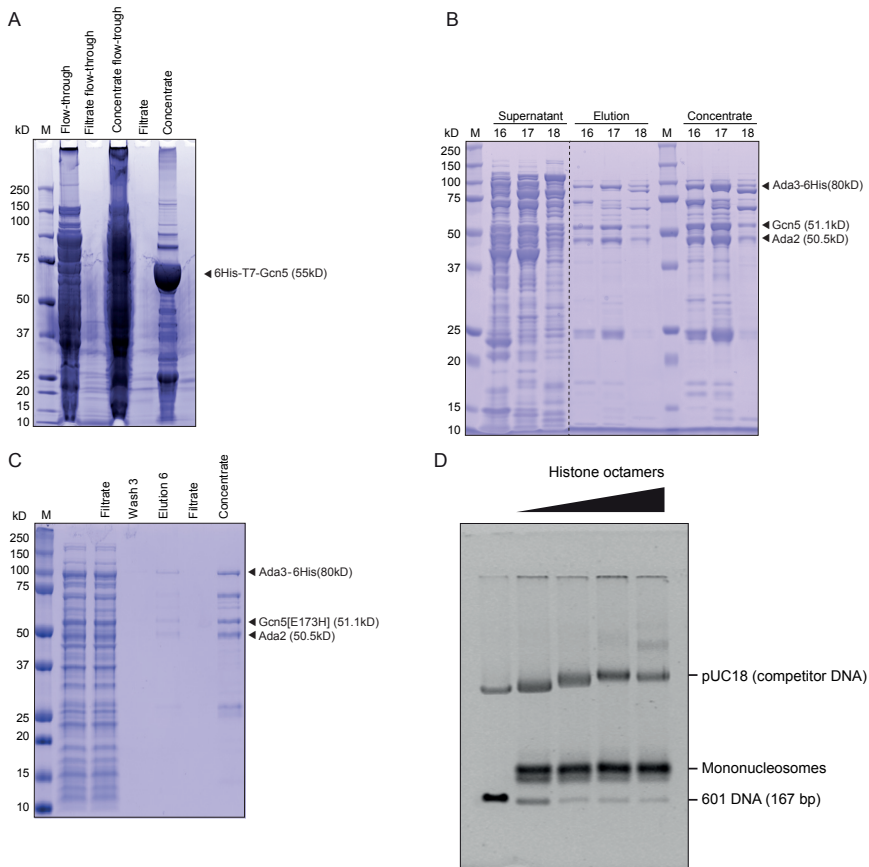 A
Flow-through
Filtrate flow-through
Concentrate flow-trough
Filtrate
Concentrate
kD M
250
150
100
75
50
37
25
20
15
10
6His-T7-Gcn5 (55kD)
B
Supernatant Elution Concentrate
kD M 16 17 18 16 17 18 M 16 17 18
250
150
100
75
50
37
25
20
15
10
Ada3-6His(80kD)
Gcn5 (51.1kD)
Ada2 (50.5kD)
C
Filtrate
Wash 3
Elution 6
Filtrate
Concentrate
kD M
250
150
100
75
50
37
25
20
15
10
Ada3-6His(80kD)
Gcn5[E173H] (51.1kD)
Ada2 (50.5kD)
D
Histone octamers
pUC18 (competitor DNA)
Mononucleosomes
601 DNA (167 bp)